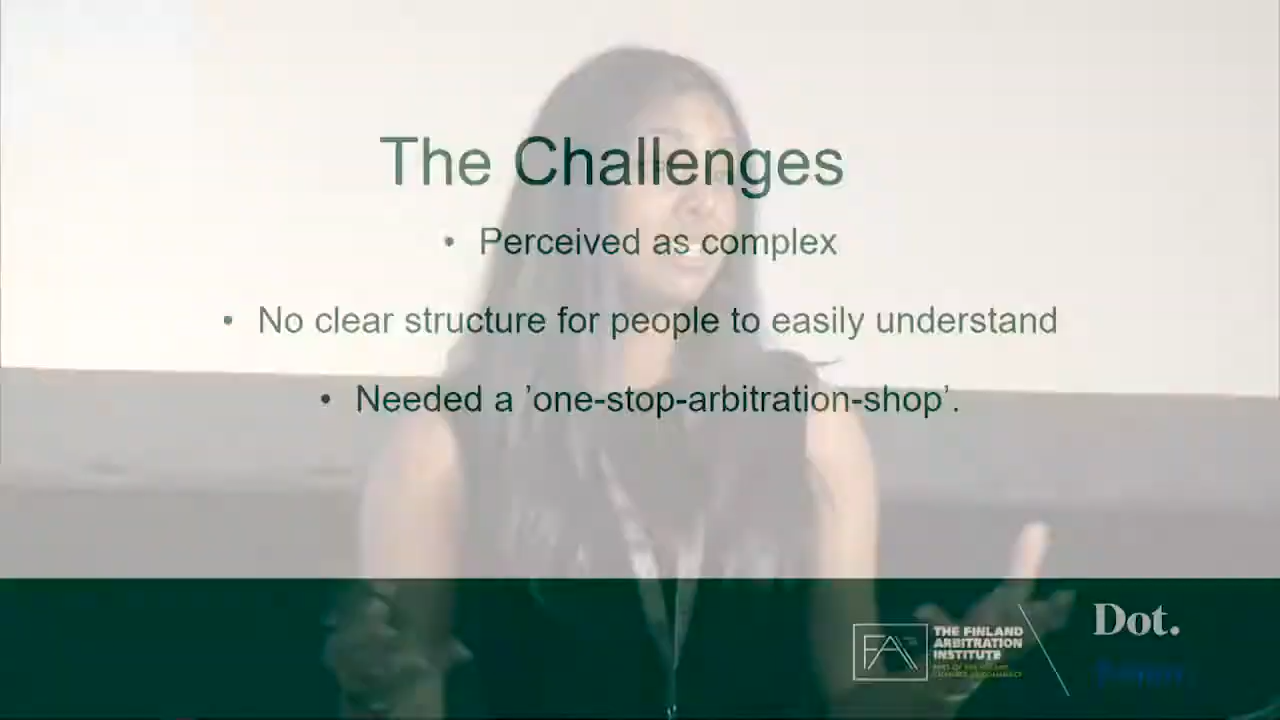 The Challenges
• Perceived as complex
• No clear structure for people to easily understand
• Needed a ’one-stop-arbitration-shop’.
FAI
THE FINLAND
ARBITRATION
INSTITUTE
Dot.